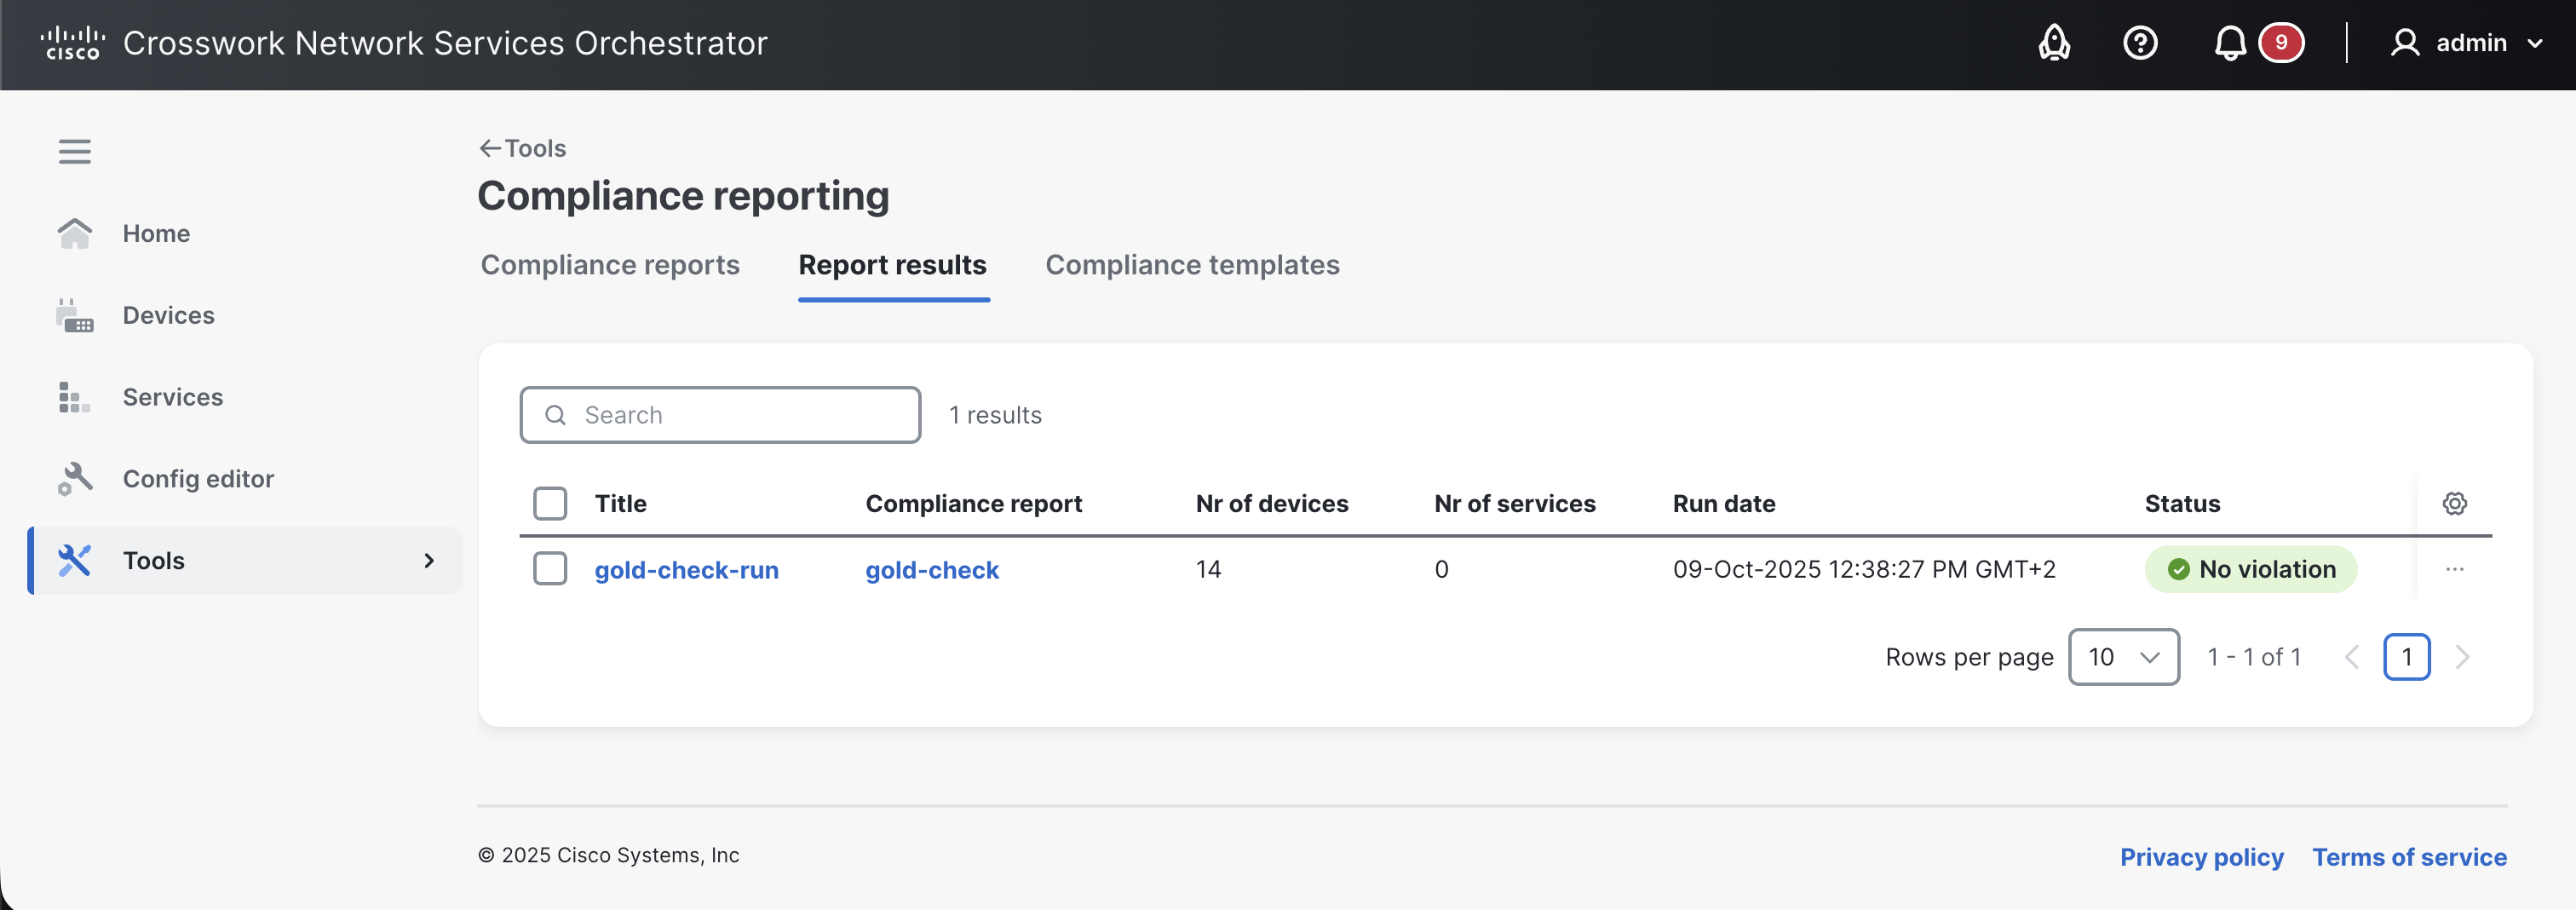 CISCO Crosswork Network Services Orchestrator 9 admin
Tools
Compliance reporting
Home
Devices
Services
Config editor
Tools
Compliance reports Report results Compliance templates
Search 1 results
Title Compliance report Nr of devices Nr of services Run date Status
gold-check-run gold-check 14 0 09-Oct-2025 12:38:27 PM GMT+2 No violation ...
Rows per page 10 1 - 1 of 1 1
© 2025 Cisco Systems, Inc
Privacy policy Terms of service